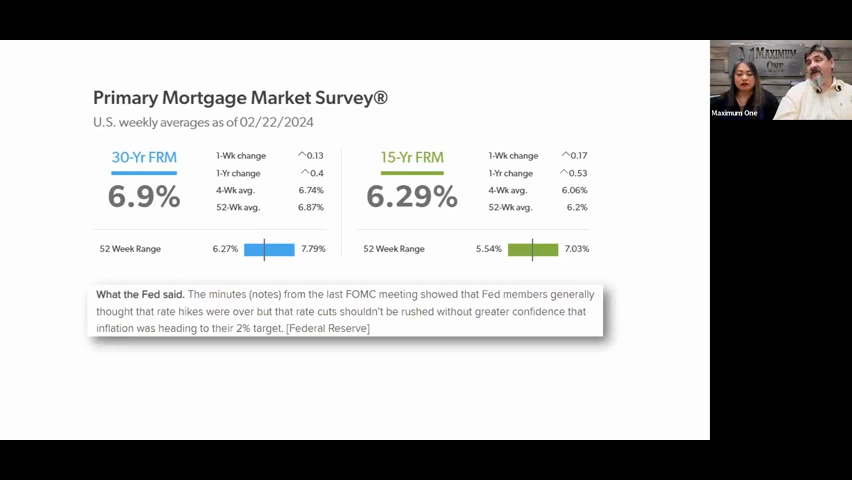 Primary Mortgage Market Survey®
U.S. weekly averages as of 02/22/2024
30-Yr FRM
6.9%
1-Wk change ^0.13
1-Yr change ^0.4
4-Wk avg. 6.74%
52-Wk avg. 6.87%
52 Week Range 6.27% 7.79%
15-Yr FRM
6.29%
1-Wk change ^0.17
1-Yr change ^0.53
4-Wk avg. 6.06%
52-Wk avg. 6.2%
52 Week Range 5.54% 7.03%
What the Fed said. The minutes (notes) from the last FOMC meeting showed that Fed members generally
thought that rate hikes were over but that rate cuts shouldn't be rushed without greater confidence that
inflation was heading to their 2% target. [Federal Reserve]
Maximum
One
Maximum One